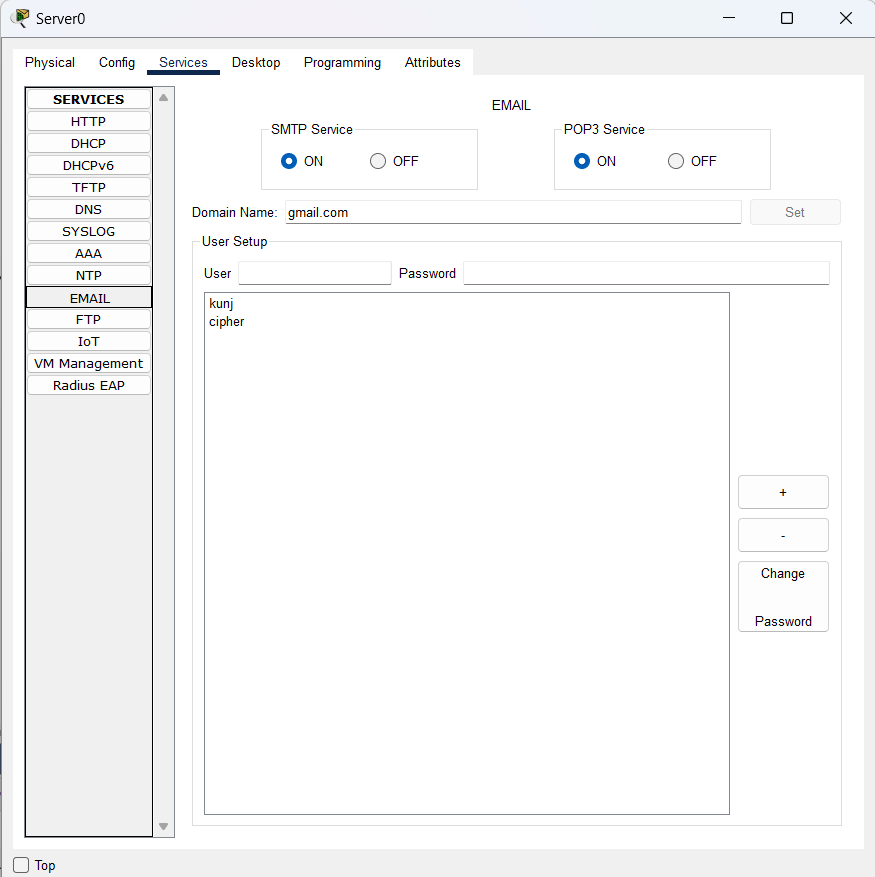 Server0
Physical Config Services Desktop Programming Attributes
SERVICES
HTTP
DHCP
DHCPv6
TFTP
DNS
SYSLOG
AAA
NTP
EMAIL
FTP
IoT
VM Management
Radius EAP
EMAIL
SMTP Service
ON OFF
POP3 Service
ON OFF
Domain Name: gmail.com Set
User Setup
User Password
kunj
cipher
+
-
Change
Password
Top